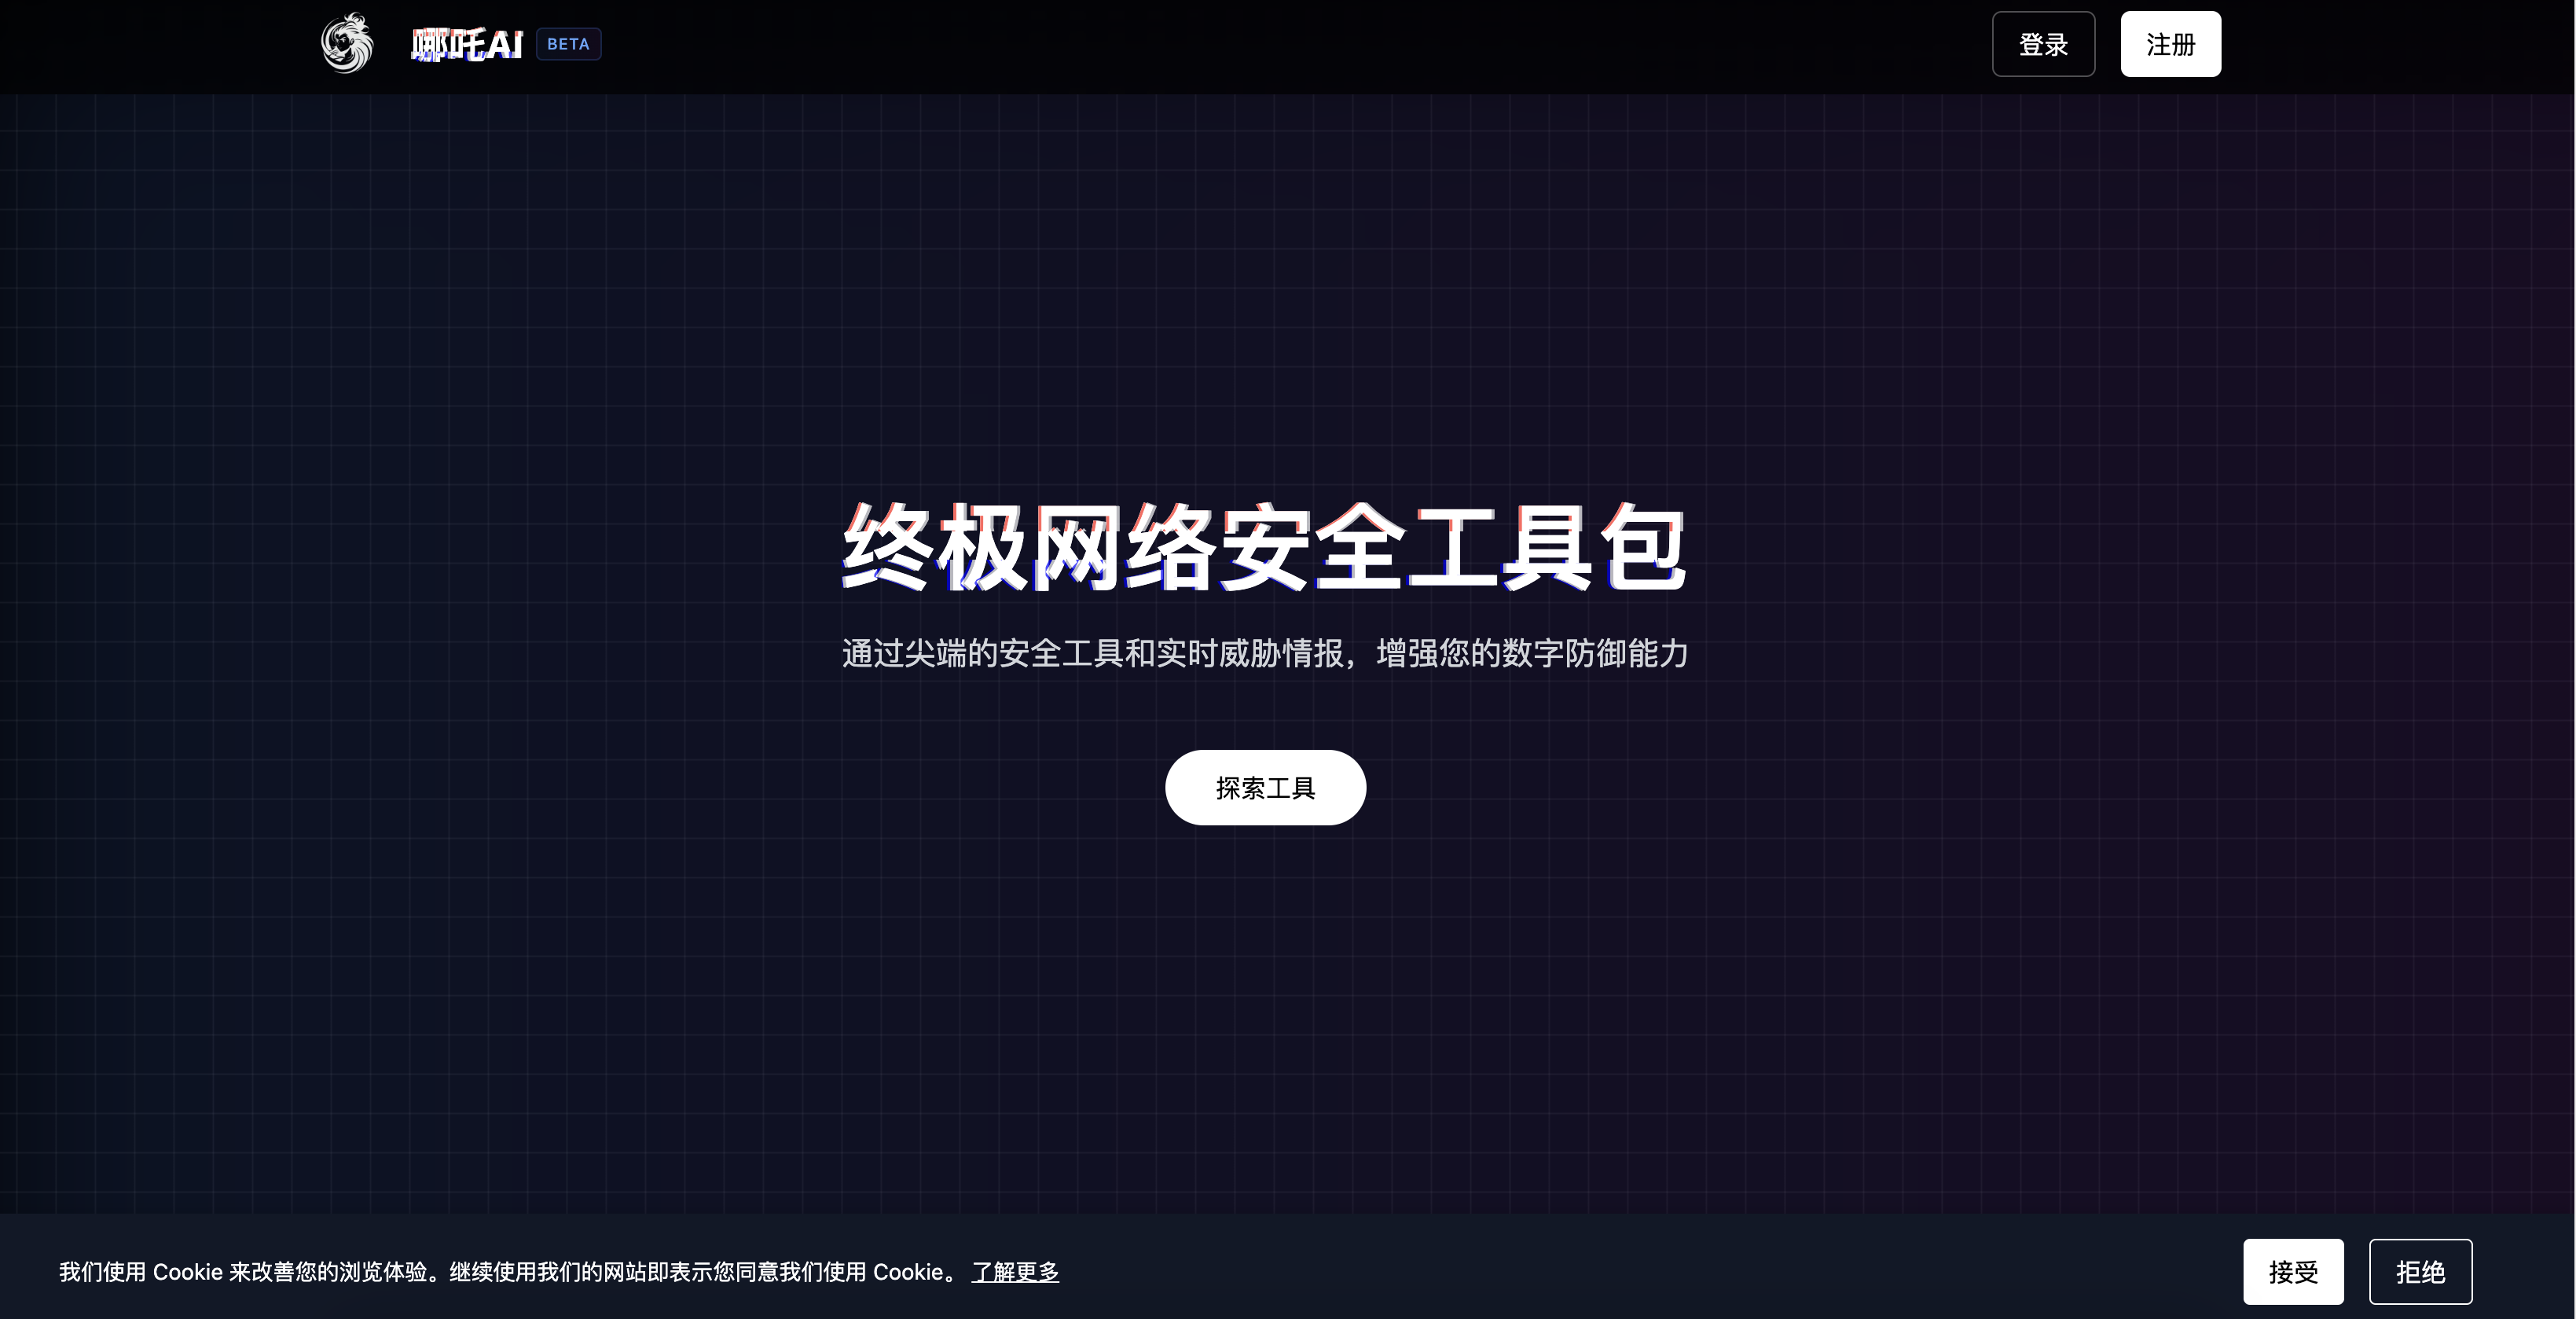 哪吒AI BETA 登录 注册
终极网络安全工具包
通过尖端的安全工具和实时威胁情报，增强您的数字防御能力
探索工具
我们使用 Cookie 来改善您的浏览体验。继续使用我们的网站即表示您同意我们使用 Cookie。 了解更多 接受 拒绝